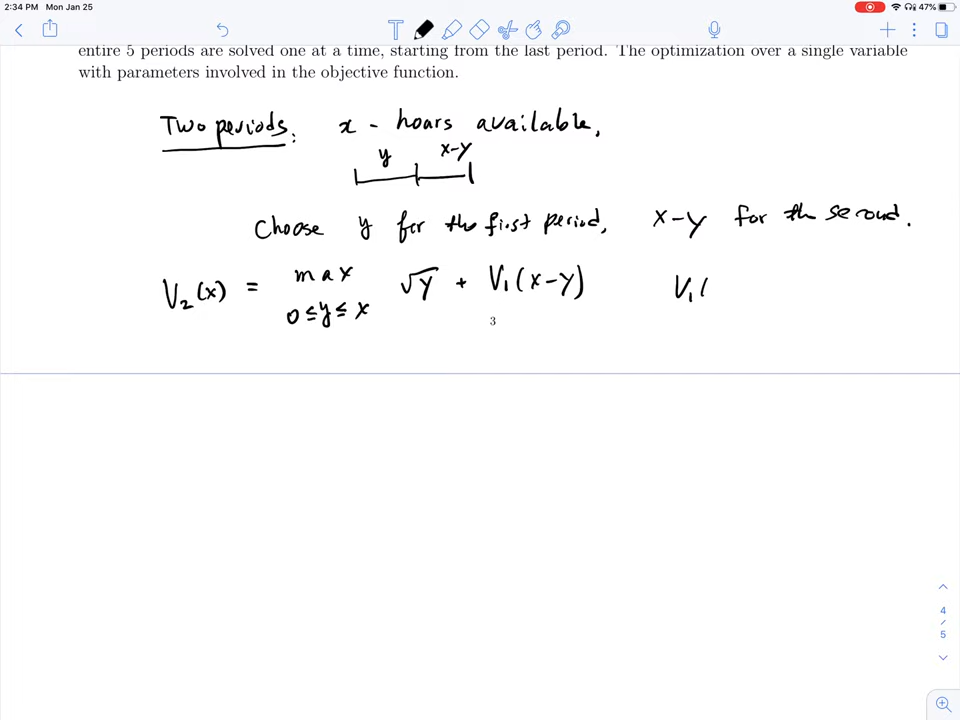 2:34 PM Mon Jan 25
47%
entire 5 periods are solved one at a time, starting from the last period. The optimization over a single variable
with parameters involved in the objective function.
Two periods: x - hours available,
y x-y
Choose y for the first period, x-y for the second.
V₂(x) = max √y + V₁(x-y) V₁(
0≤y≤x
3
4
/
5